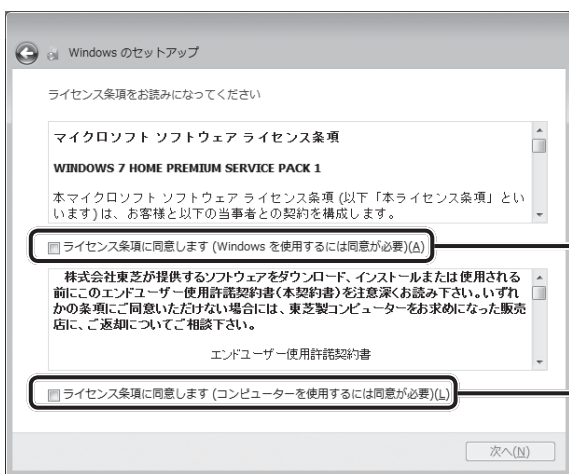 Windows のセットアップ
ライセンス条項をお読みになってください
マイクロソフト ソフトウェア ライセンス条項
WINDOWS 7 HOME PREMIUM SERVICE PACK 1
本マイクロソフト ソフトウェア ライセンス条項 (以下「本ライセンス条項」とい
います) は、お客様と以下の当事者との契約を構成します。
ライセンス条項に同意します (Windows を使用するには同意が必要)(A)
株式会社東芝が提供するソフトウェアをダウンロード、インストールまたは使用される
前にこのエンドユーザー使用許諾契約書(本契約書)を注意深くお読み下さい。いずれ
かの条項にご同意いただけない場合には、東芝製コンピューターをお求めになった販売
店に、ご返却についてご相談下さい。
エンドユーザー使用許諾契約書
ライセンス条項に同意します (コンピューターを使用するには同意が必要)(L)
次へ(N)